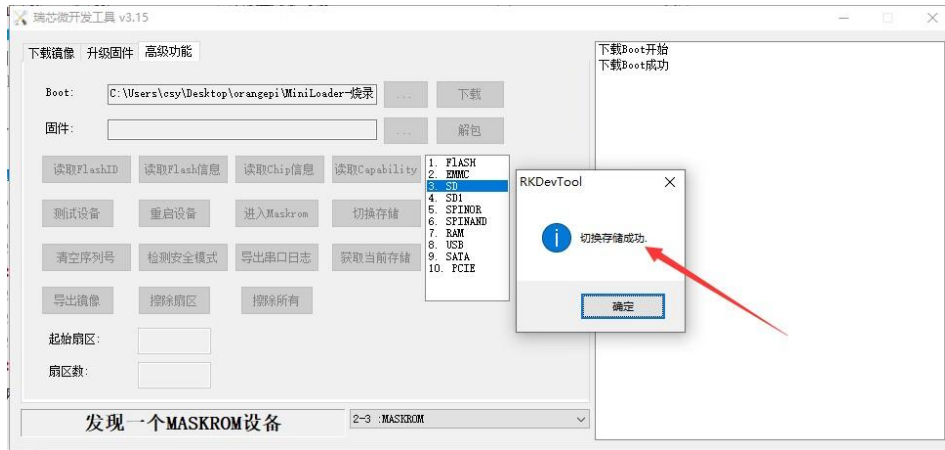 瑞芯微开发工具 v3.15
下载镜像 升级固件 高级功能
Boot: C:\Users\csy\Desktop\orangepi\MiniLoader-烧录 ... 下载
固件: ... 解包
读取FlashID 读取Flash信息 读取Chip信息 读取Capability
测试设备 重启设备 进入Maskrom 切换存储
清空序列号 检测安全模式 导出串口日志 获取当前存储
导出镜像 擦除扇区 擦除所有
起始扇区:
扇区数:
1. FlASH
2. EMMC
3. SD
4. SD1
5. SPINOR
6. SPINAND
7. RAM
8. USB
9. SATA
10. PCIE
RKDevTool
切换存储成功.
确定
下载Boot开始
下载Boot成功
发现一个MASKROM设备
2-3 :MASKROM